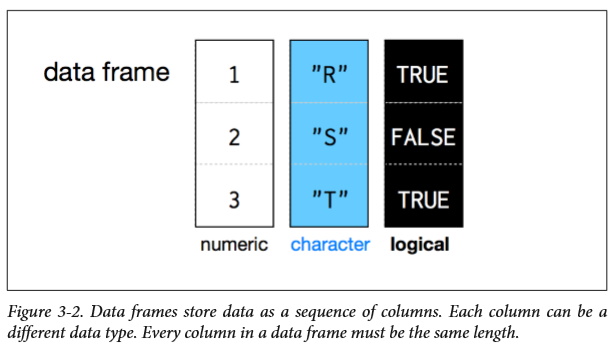 data frame
1 "R" TRUE
2 "S" FALSE
3 "T" TRUE
numeric character logical
Figure 3-2. Data frames store data as a sequence of columns. Each column can be a
different data type. Every column in a data frame must be the same length.